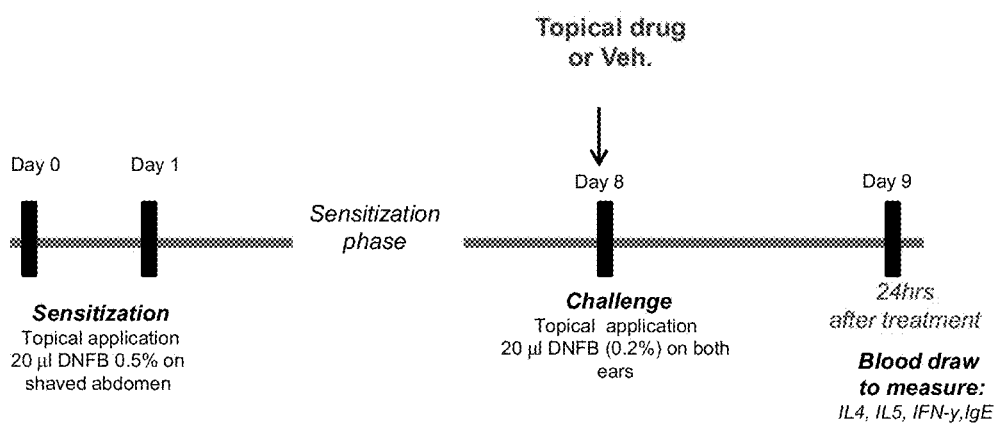 Topical drug
or Veh.
Day 0
Day 1
Day 8
Day 9
Sensitization
phase
Sensitization
Topical application
20 µl DNFB 0.5% on
shaved abdomen
Challenge
Topical application
20 µl DNFB (0.2%) on both
ears
24hrs
after treatment
Blood draw
to measure:
IL4, IL5, IFN-y,IgE